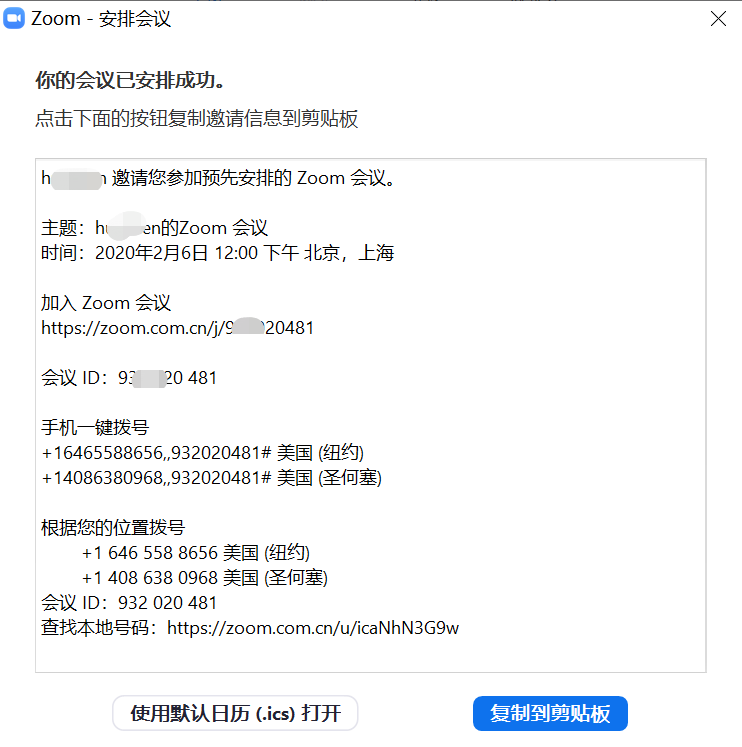 Zoom - 安排会议
你的会议已安排成功。
点击下面的按钮复制邀请信息到剪贴板
邀请您参加预先安排的 Zoom 会议。
主题： 的Zoom 会议
时间：2020年2月6日 12:00 下午 北京，上海
加入 Zoom 会议
https://zoom.com.cn/j/9 20481
会议 ID：93 20 481
手机一键拨号
+16465588656,,932020481# 美国 (纽约)
+14086380968,,932020481# 美国 (圣何塞)
根据您的位置拨号
+1 646 558 8656 美国 (纽约)
+1 408 638 0968 美国 (圣何塞)
会议 ID：932 020 481
查找本地号码：https://zoom.com.cn/u/icaNhN3G9w
使用默认日历 (.ics) 打开
复制到剪贴板